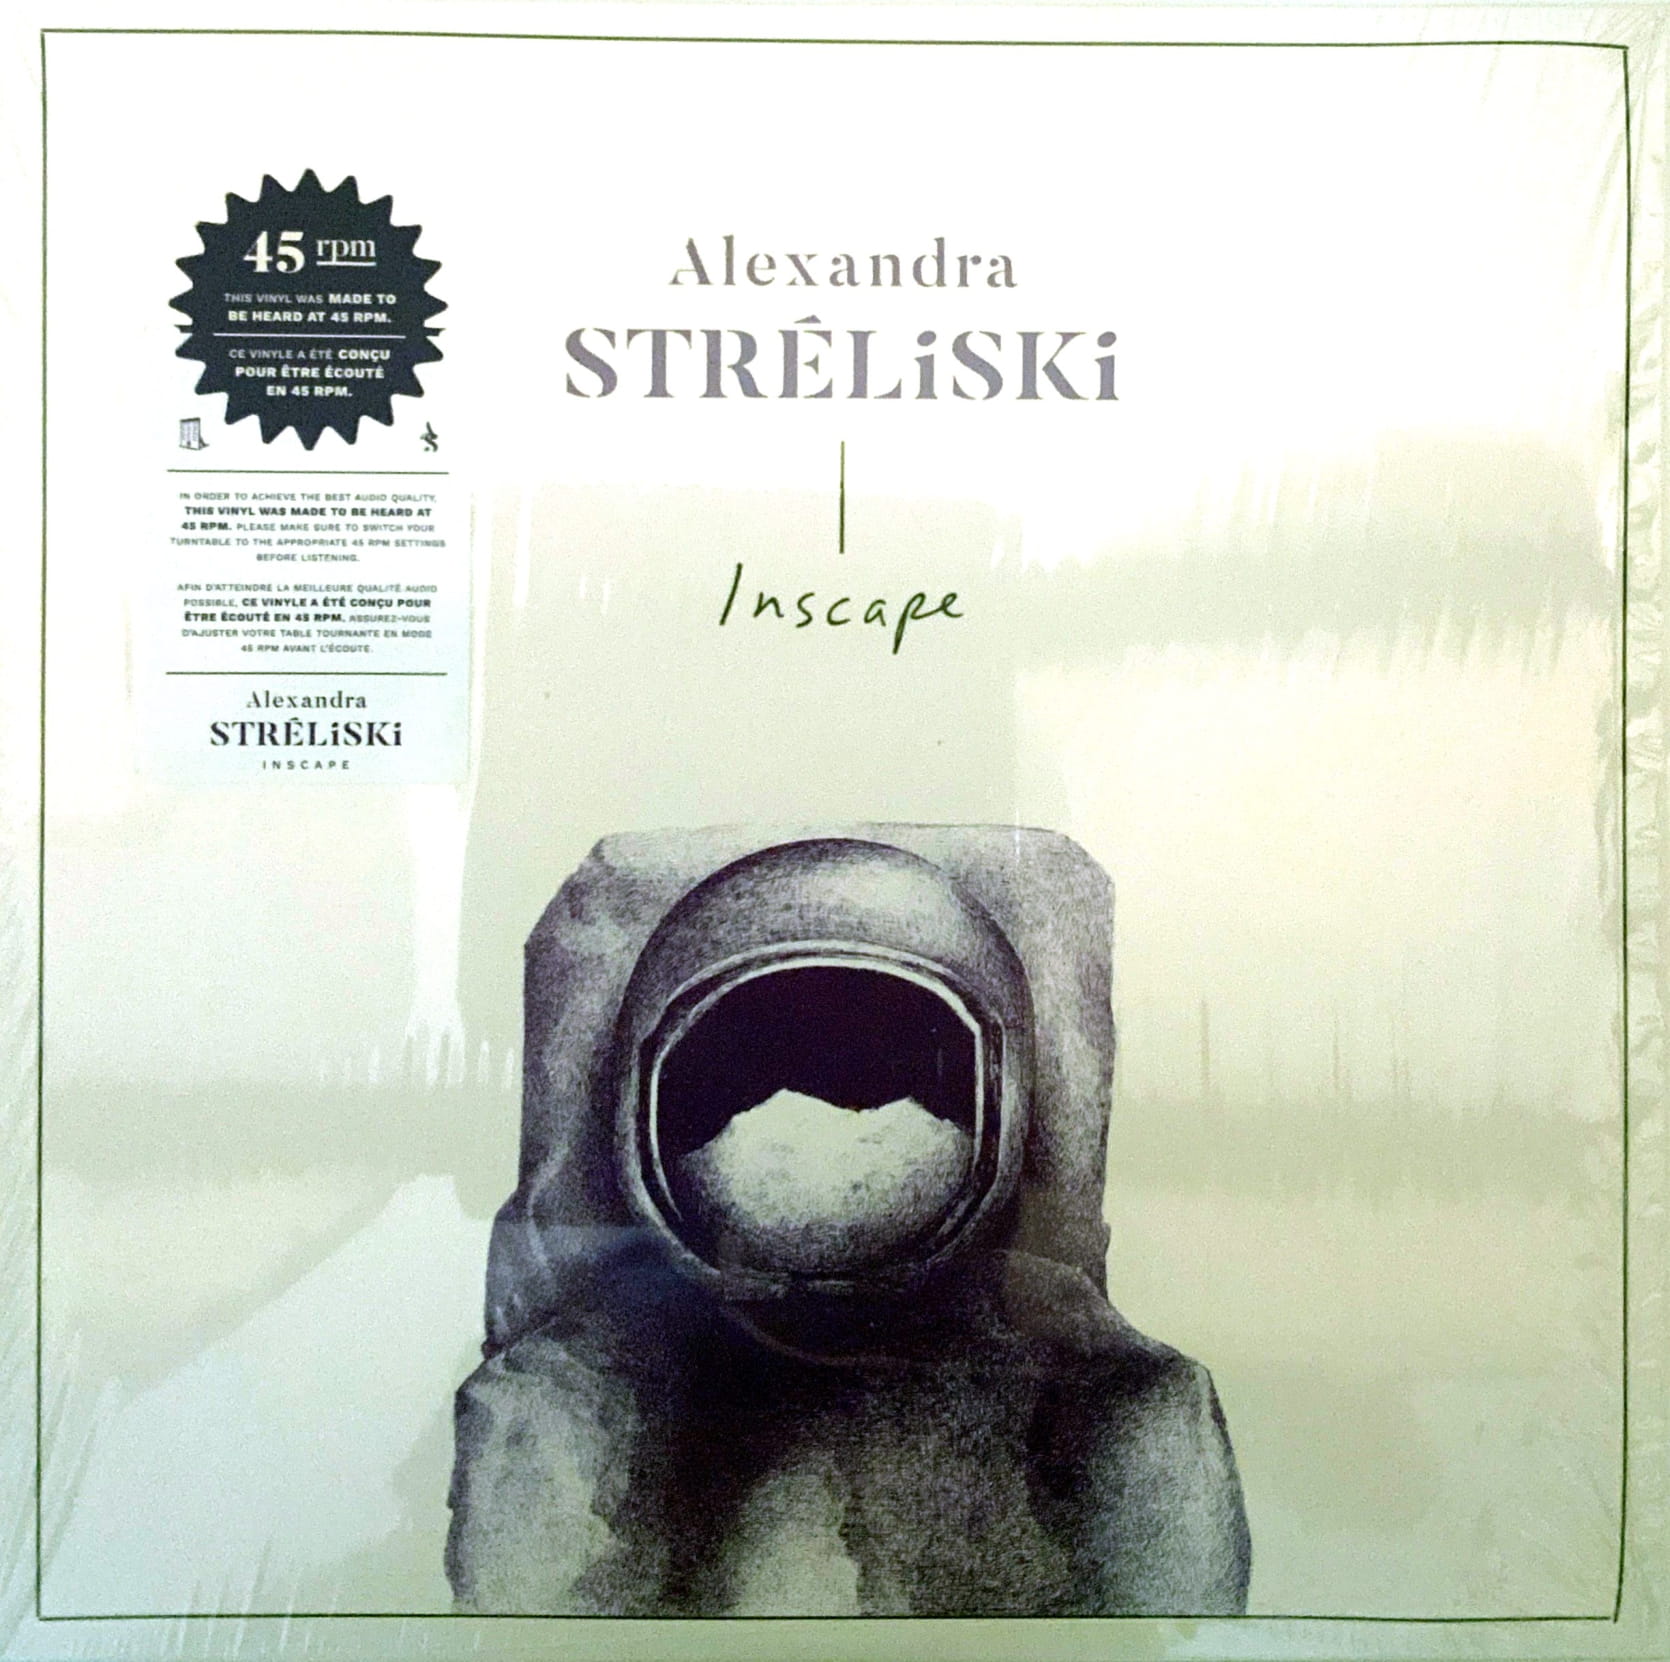 45 rpm
THIS VINYL WAS MADE TO
BE HEARD AT 45 RPM.
CE VINYLE A ÉTÉ CONÇU
POUR ÊTRE ÉCOUTÉ
EN 45 RPM.
IN ORDER TO ACHIEVE THE BEST AUDIO QUALITY,
THIS VINYL WAS MADE TO BE HEARD AT
45 RPM. PLEASE MAKE SURE TO SWITCH YOUR
TURNTABLE TO THE APPROPRIATE 45 RPM SETTINGS
BEFORE LISTENING.
AFIN D'ATTEINDRE LA MEILLEURE QUALITÉ AUDIO
POSSIBLE, CE VINYLE A ÉTÉ CONÇU POUR
ÊTRE ÉCOUTÉ EN 45 RPM. ASSUREZ-VOUS
D'AJUSTER VOTRE TABLE TOURNANTE EN MODE
45 RPM AVANT L'ÉCOUTE.
Alexandra
STRÉLiSKi
INSCAPE
Alexandra
STRÉLiSKi
Inscape